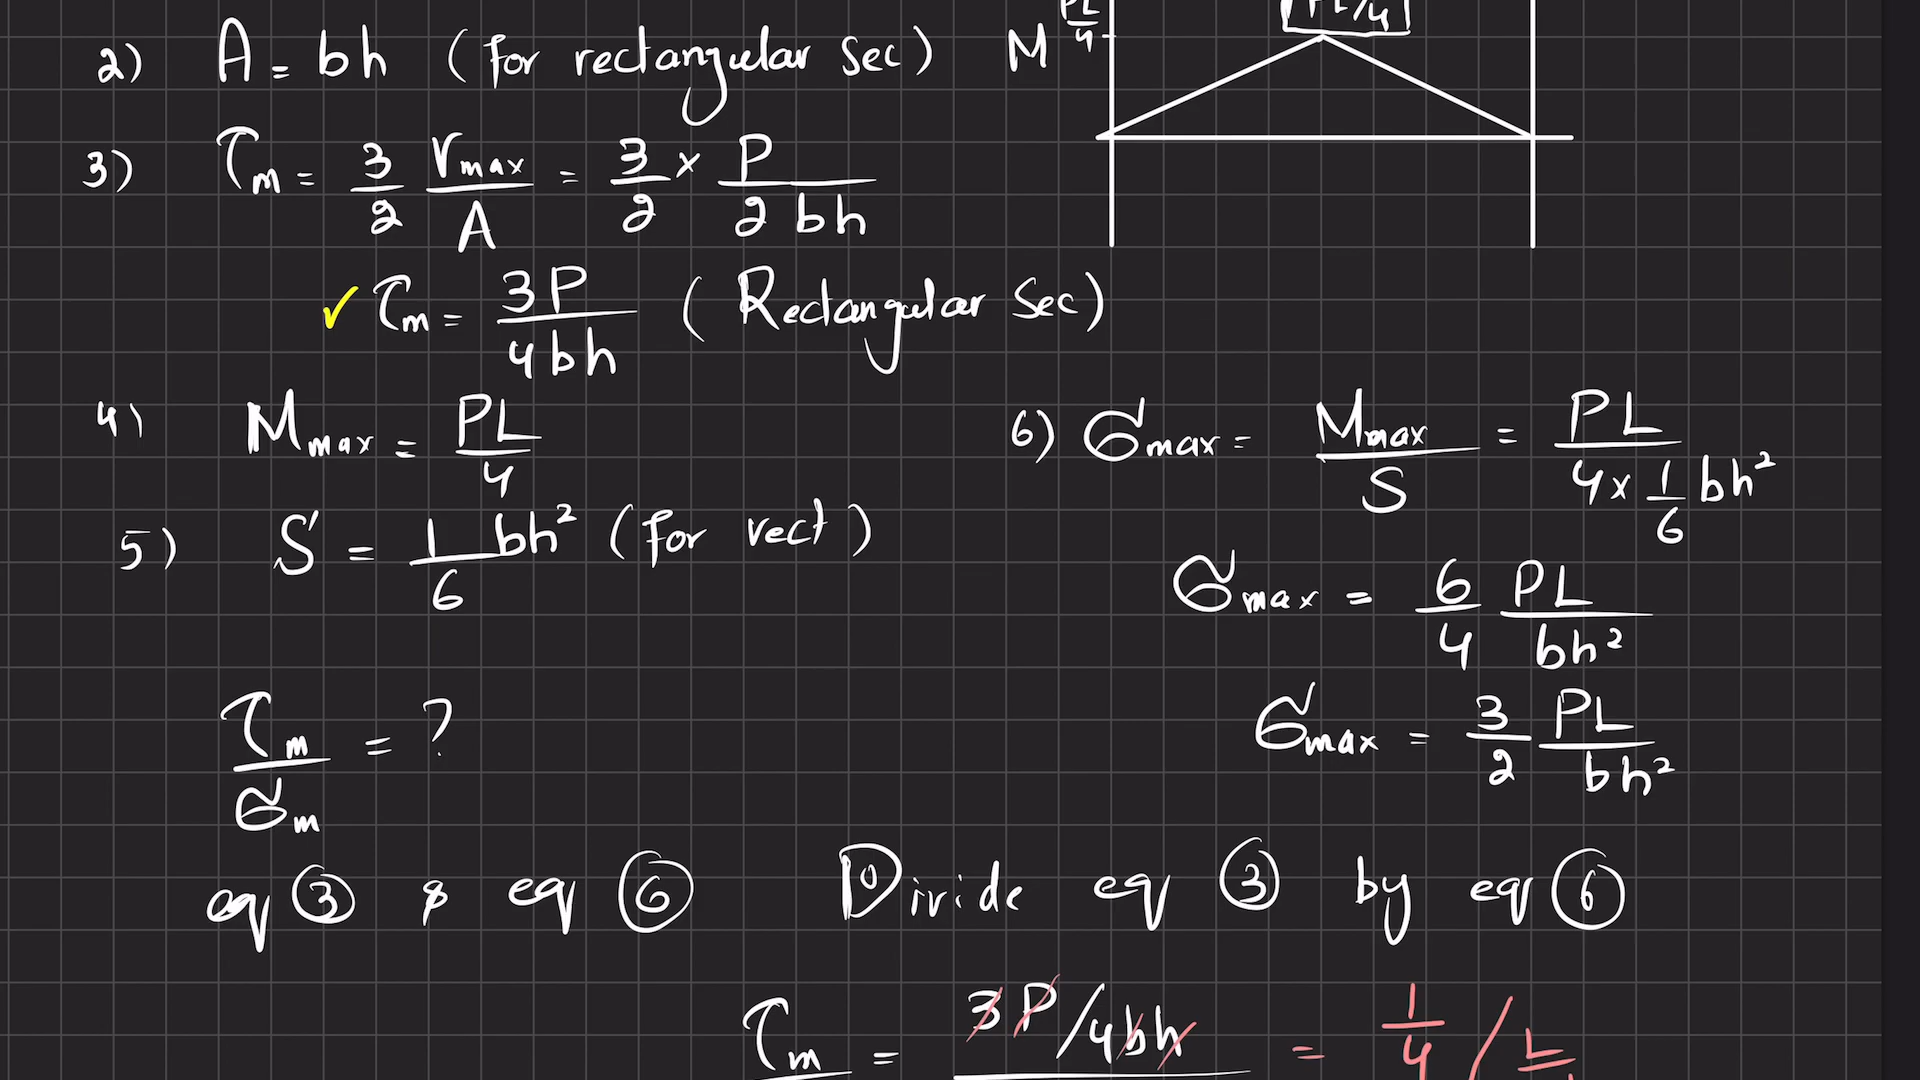 PL/4
M PL/4
2) A = bh (for rectangular sec)
3) τm = 3/2 Vmax/A = 3/2 × P/2bh
✓ τm = 3P/4bh (Rectangular Sec)
4) Mmax = PL/4
5) S = 1/6 bh² (for rect)
6) σmax = Mmax/S = PL/(4 × 1/6 bh²)
σmax = 6/4 PL/bh²
σmax = 3/2 PL/bh²
τm/σm = ?
eq ③ & eq ⑥ Divide eq ③ by eq ⑥
τm = 3P/4bh = 1/4 / L